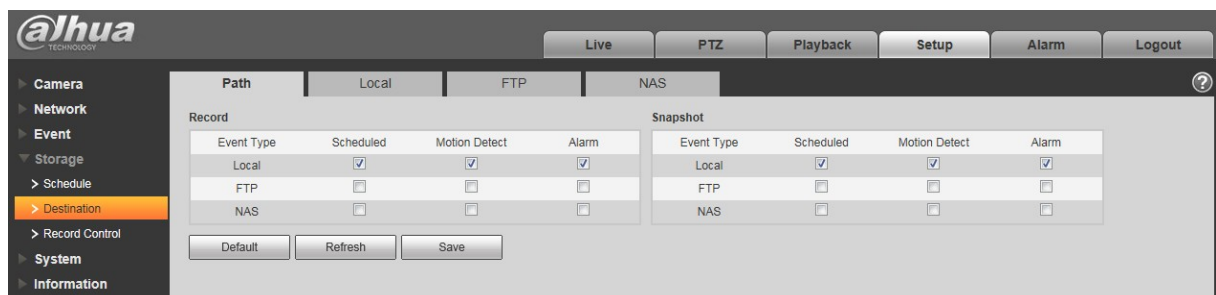 alhua
TECHNOLOGY
Live PTZ Playback Setup Alarm Logout
Camera
Network
Event
Storage
> Schedule
> Destination
> Record Control
System
Information
Path Local FTP NAS
?
Record
Event Type Scheduled Motion Detect Alarm
Local
FTP
NAS
Snapshot
Event Type Scheduled Motion Detect Alarm
Local
FTP
NAS
Default Refresh Save